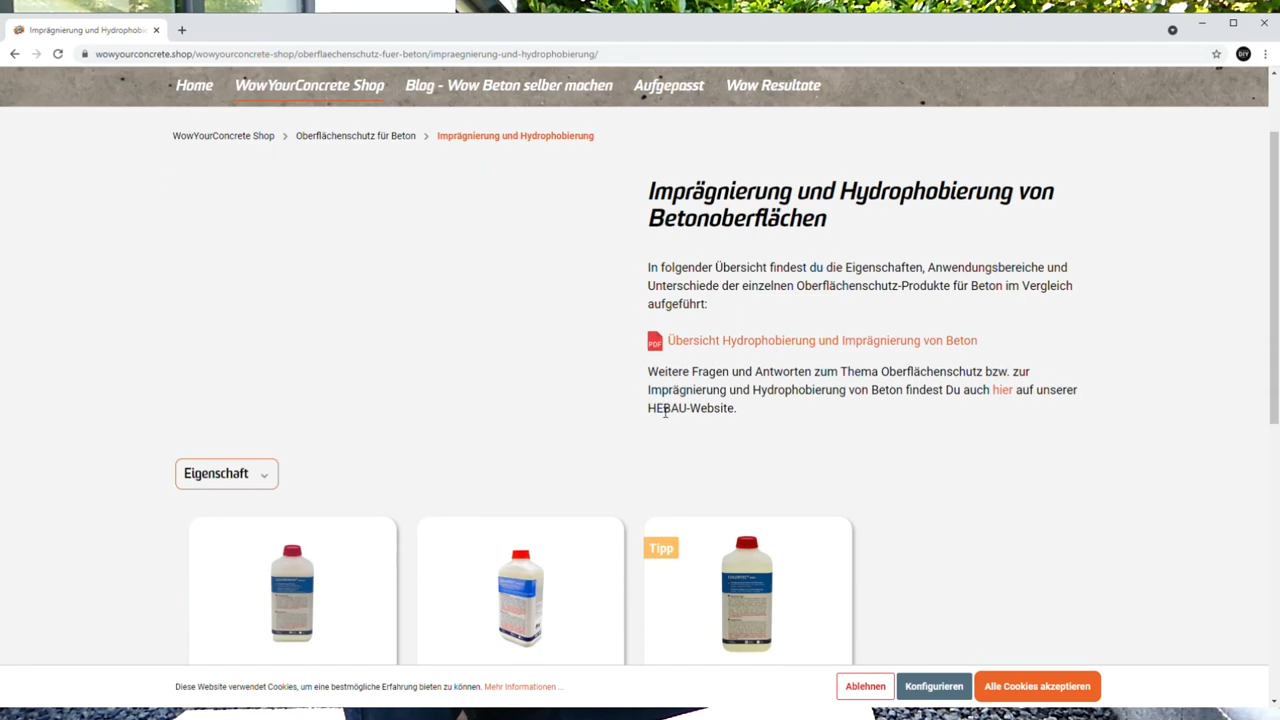 Imprägnierung und Hydrophobi
wowyourconcrete.shop/wowyourconcrete-shop/oberflaechenschutz-fuer-beton/impraegnierung-und-hydrophobierung/
DIY
Home WowYourConcrete Shop Blog - Wow Beton selber machen Aufgepasst Wow Resultate
WowYourConcrete Shop > Oberflächenschutz für Beton > Imprägnierung und Hydrophobierung
Imprägnierung und Hydrophobierung von
Betonoberflächen
In folgender Übersicht findest du die Eigenschaften, Anwendungsbereiche und
Unterschiede der einzelnen Oberflächenschutz-Produkte für Beton im Vergleich
aufgeführt:
PDF Übersicht Hydrophobierung und Imprägnierung von Beton
Weitere Fragen und Antworten zum Thema Oberflächenschutz bzw. zur
Imprägnierung und Hydrophobierung von Beton findest Du auch hier auf unserer
HEBAU-Website.
Eigenschaft
Tipp
Diese Website verwendet Cookies, um eine bestmögliche Erfahrung bieten zu können. Mehr Informationen ...
Ablehnen Konfigurieren Alle Cookies akzeptieren